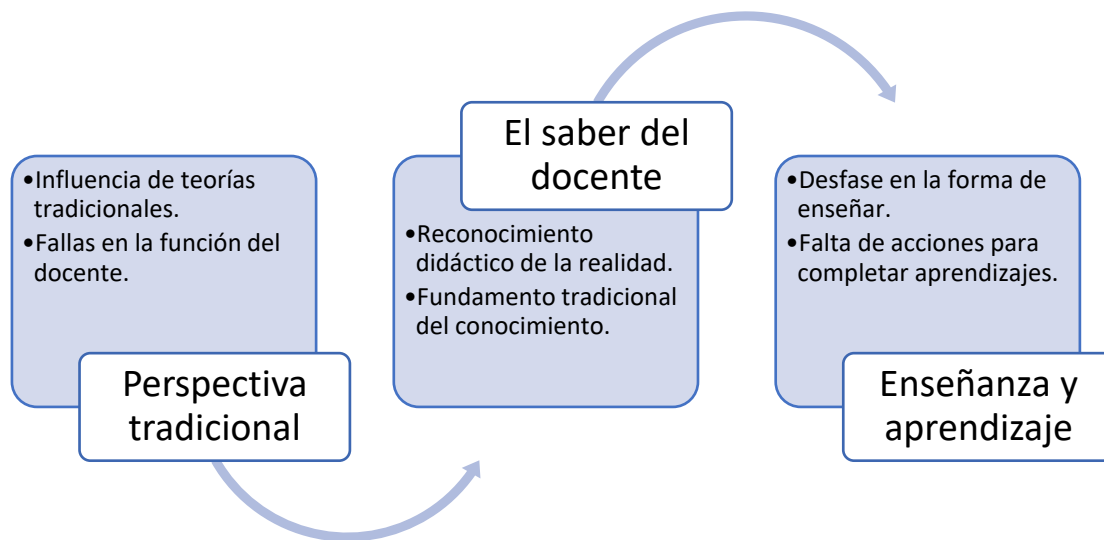 •Influencia de teorías
tradicionales.
•Fallas en la función del
docente.
Perspectiva
tradicional
El saber del
docente
•Reconocimiento
didáctico de la realidad.
•Fundamento tradicional
del conocimiento.
•Desfase en la forma de
enseñar.
•Falta de acciones para
completar aprendizajes.
Enseñanza y
aprendizaje